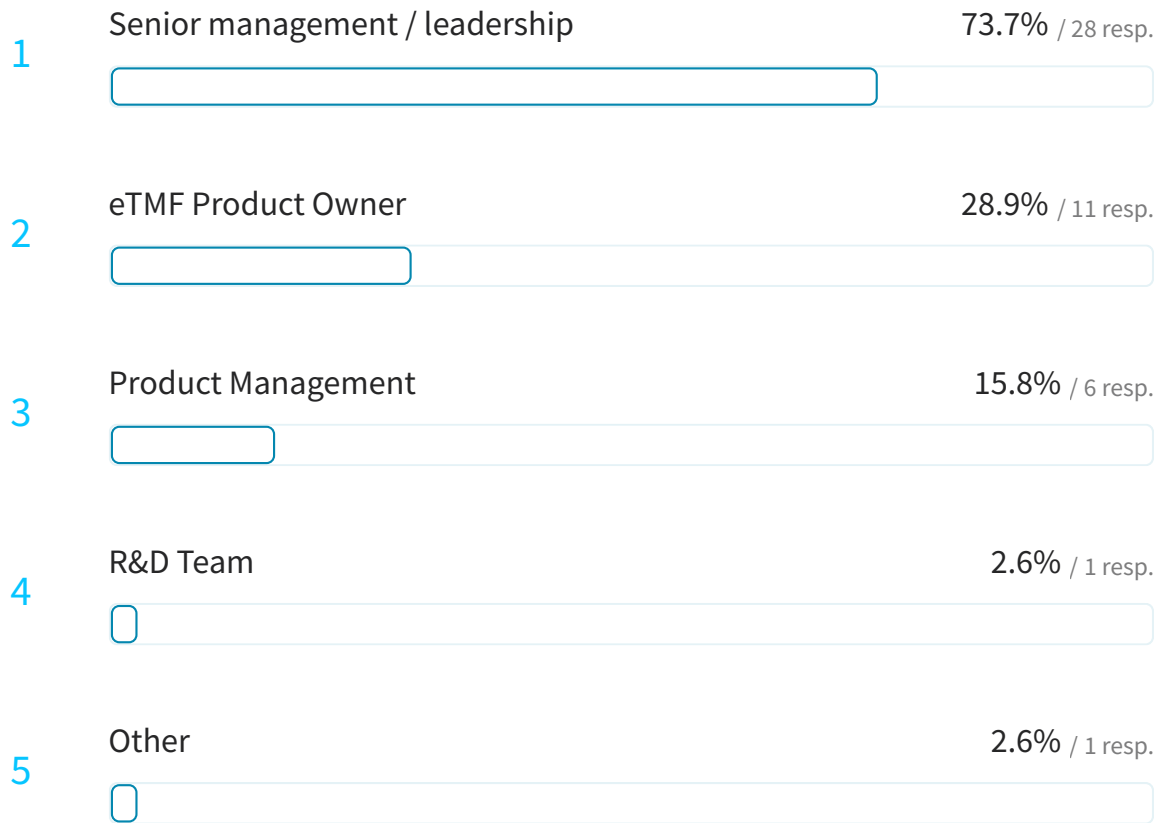 1 Senior management / leadership 73.7% / 28 resp.
2 eTMF Product Owner 28.9% / 11 resp.
3 Product Management 15.8% / 6 resp.
4 R&D Team 2.6% / 1 resp.
5 Other 2.6% / 1 resp.